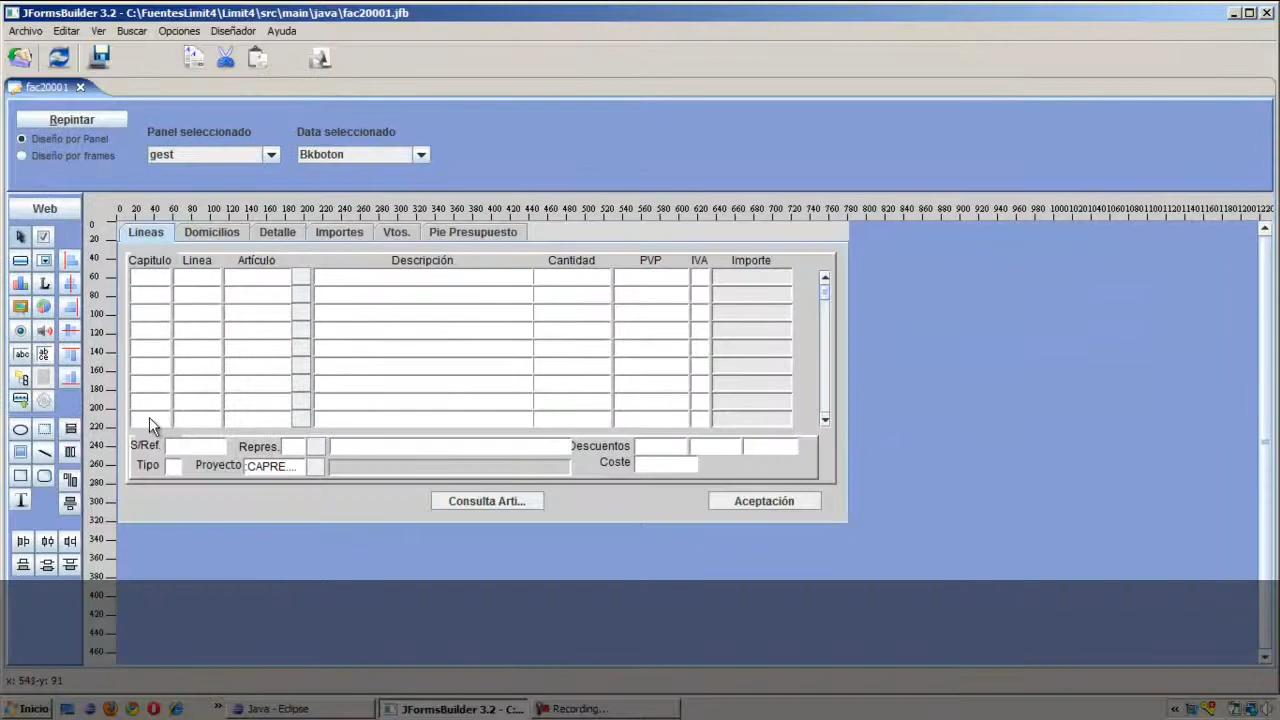 JFormsBuilder 3.2 - C:\FuentesLimit4\Limit4\src\main\java\fac20001.jfb
Archivo Editar Ver Buscar Opciones Diseñador Ayuda
fac20001
Repintar
Diseño por Panel
Diseño por frames
Panel seleccionado
gest
Data seleccionado
Bkboton
Web
0 20 40 60 80 100 120 140 160 180 200 220 240 260 280 300 320 340 360 380 400 420 440 460 480 500 520 540 560 580 600 620 640 660 680 700 720 740 760 780 800 820 840 860 880 900 920 940 960 980 1000 1020 1040 1060 1080 1100 1120 1140 1160 1180 1200 1220
0
20
40
60
80
100
120
140
160
180
200
220
240
260
280
300
320
340
360
380
400
420
440
460
Líneas Domicilios Detalle Importes Vtos. Pie Presupuesto
Capitulo Linea Artículo Descripción Cantidad PVP IVA Importe
S/Ref. Repres. Descuentos
Tipo Proyecto :CAPRE.... Coste
Consulta Arti... Aceptación
abc
ab
ce
L
T
x: 541-y: 91
Inicio » Java - Eclipse JFormsBuilder 3.2 - C:... Recording... «